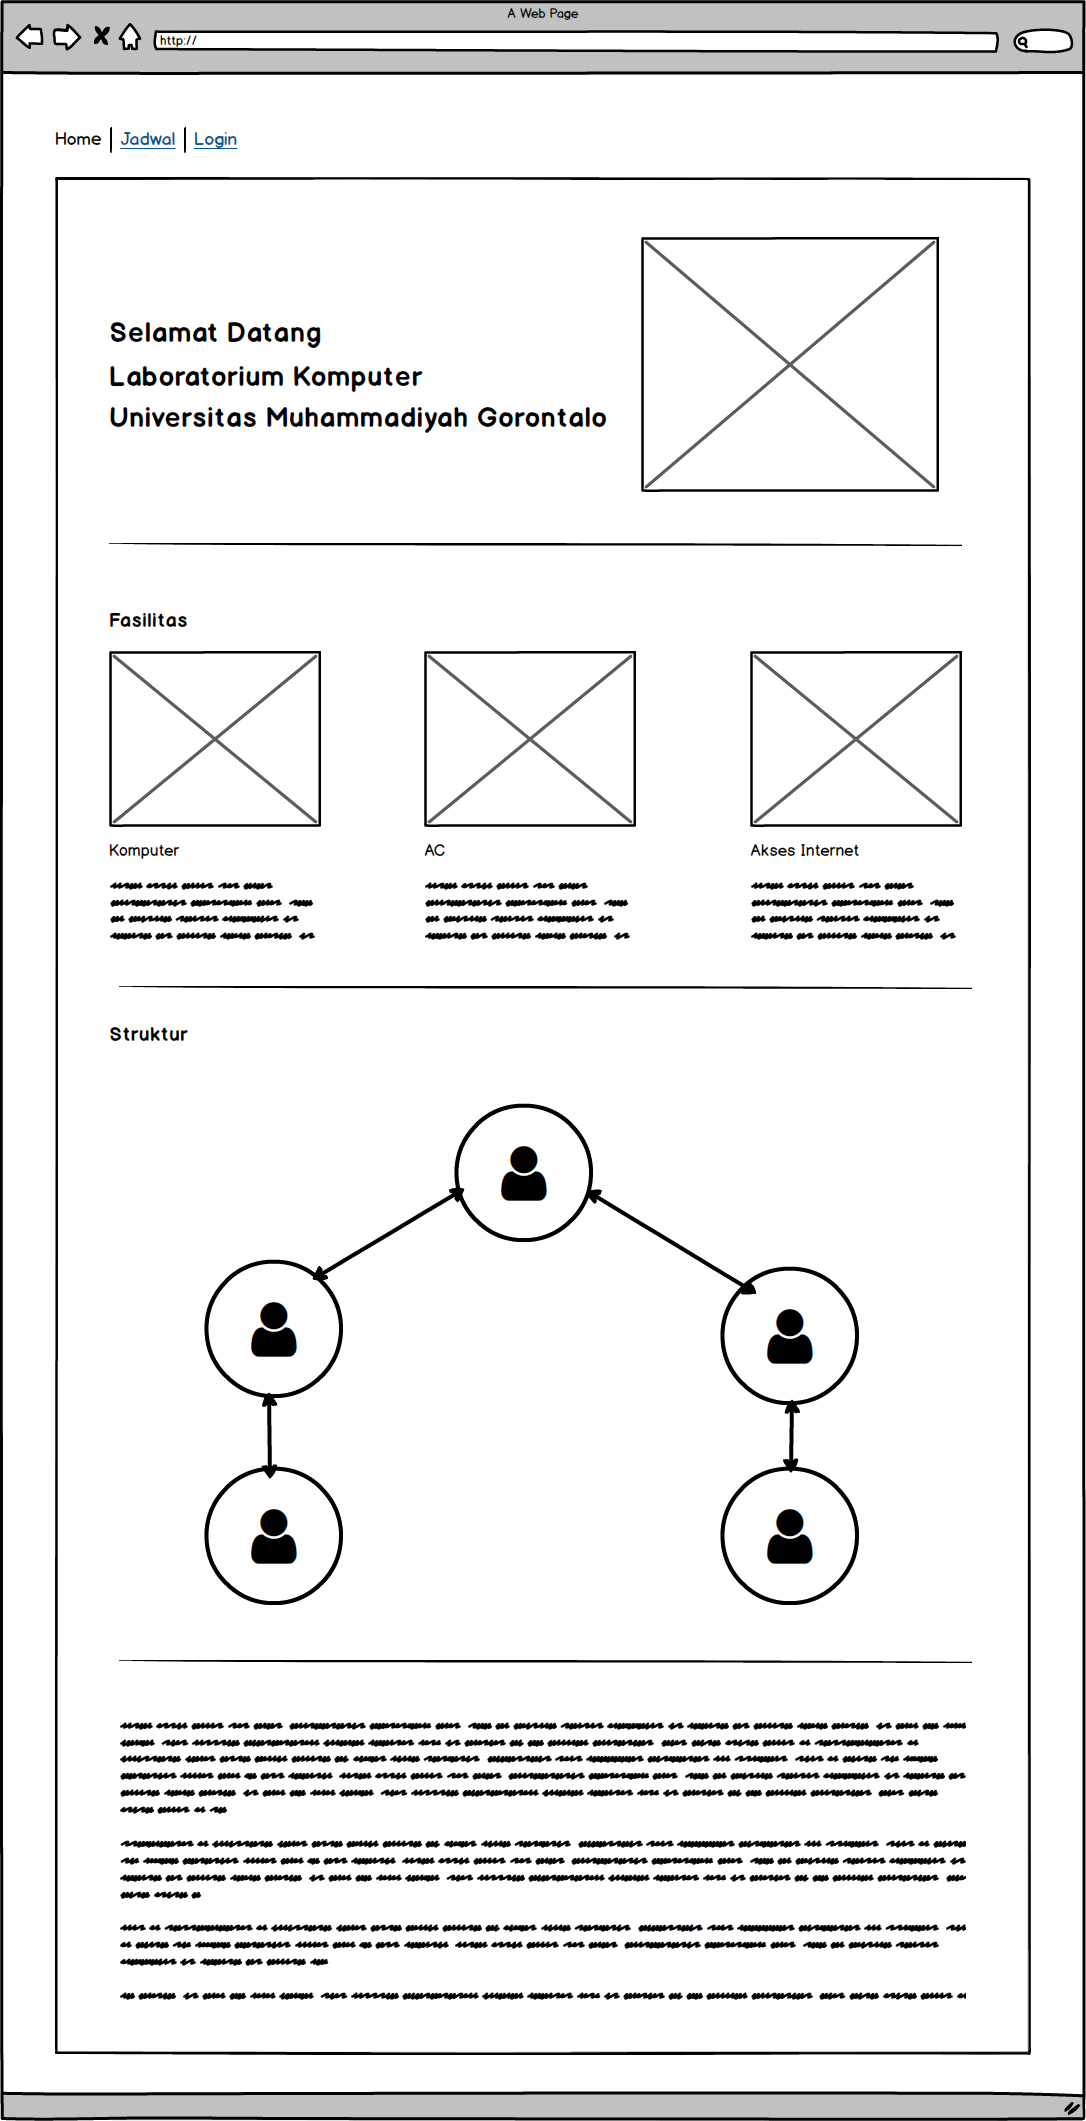 A Web Page
http://
Home | Jadwal | Login
Selamat Datang
Laboratorium Komputer
Universitas Muhammadiyah Gorontalo
Fasilitas
Komputer
AC
Akses Internet
Struktur